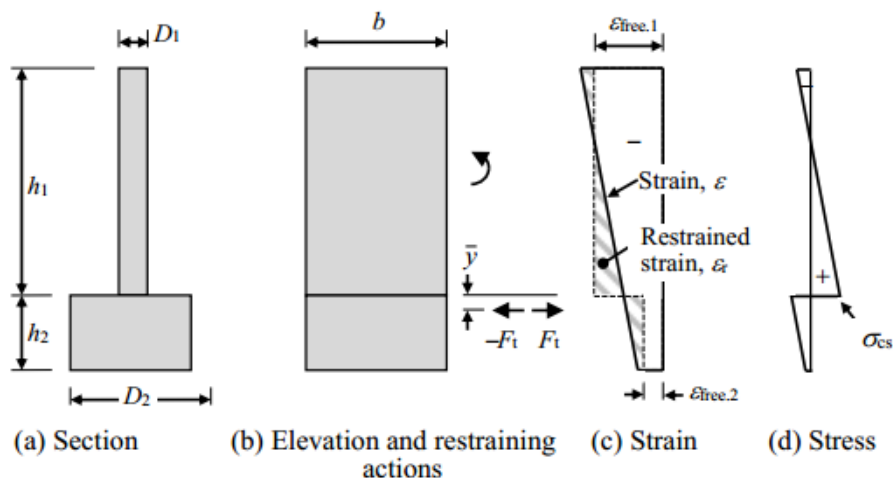 D1
b
εfree.1
h1
−
−
Strain, ε
ȳ
Restrained
strain, εr
+
h2
−Ft Ft
σcs
D2
εfree.2
(a) Section
(b) Elevation and restraining
actions
(c) Strain
(d) Stress